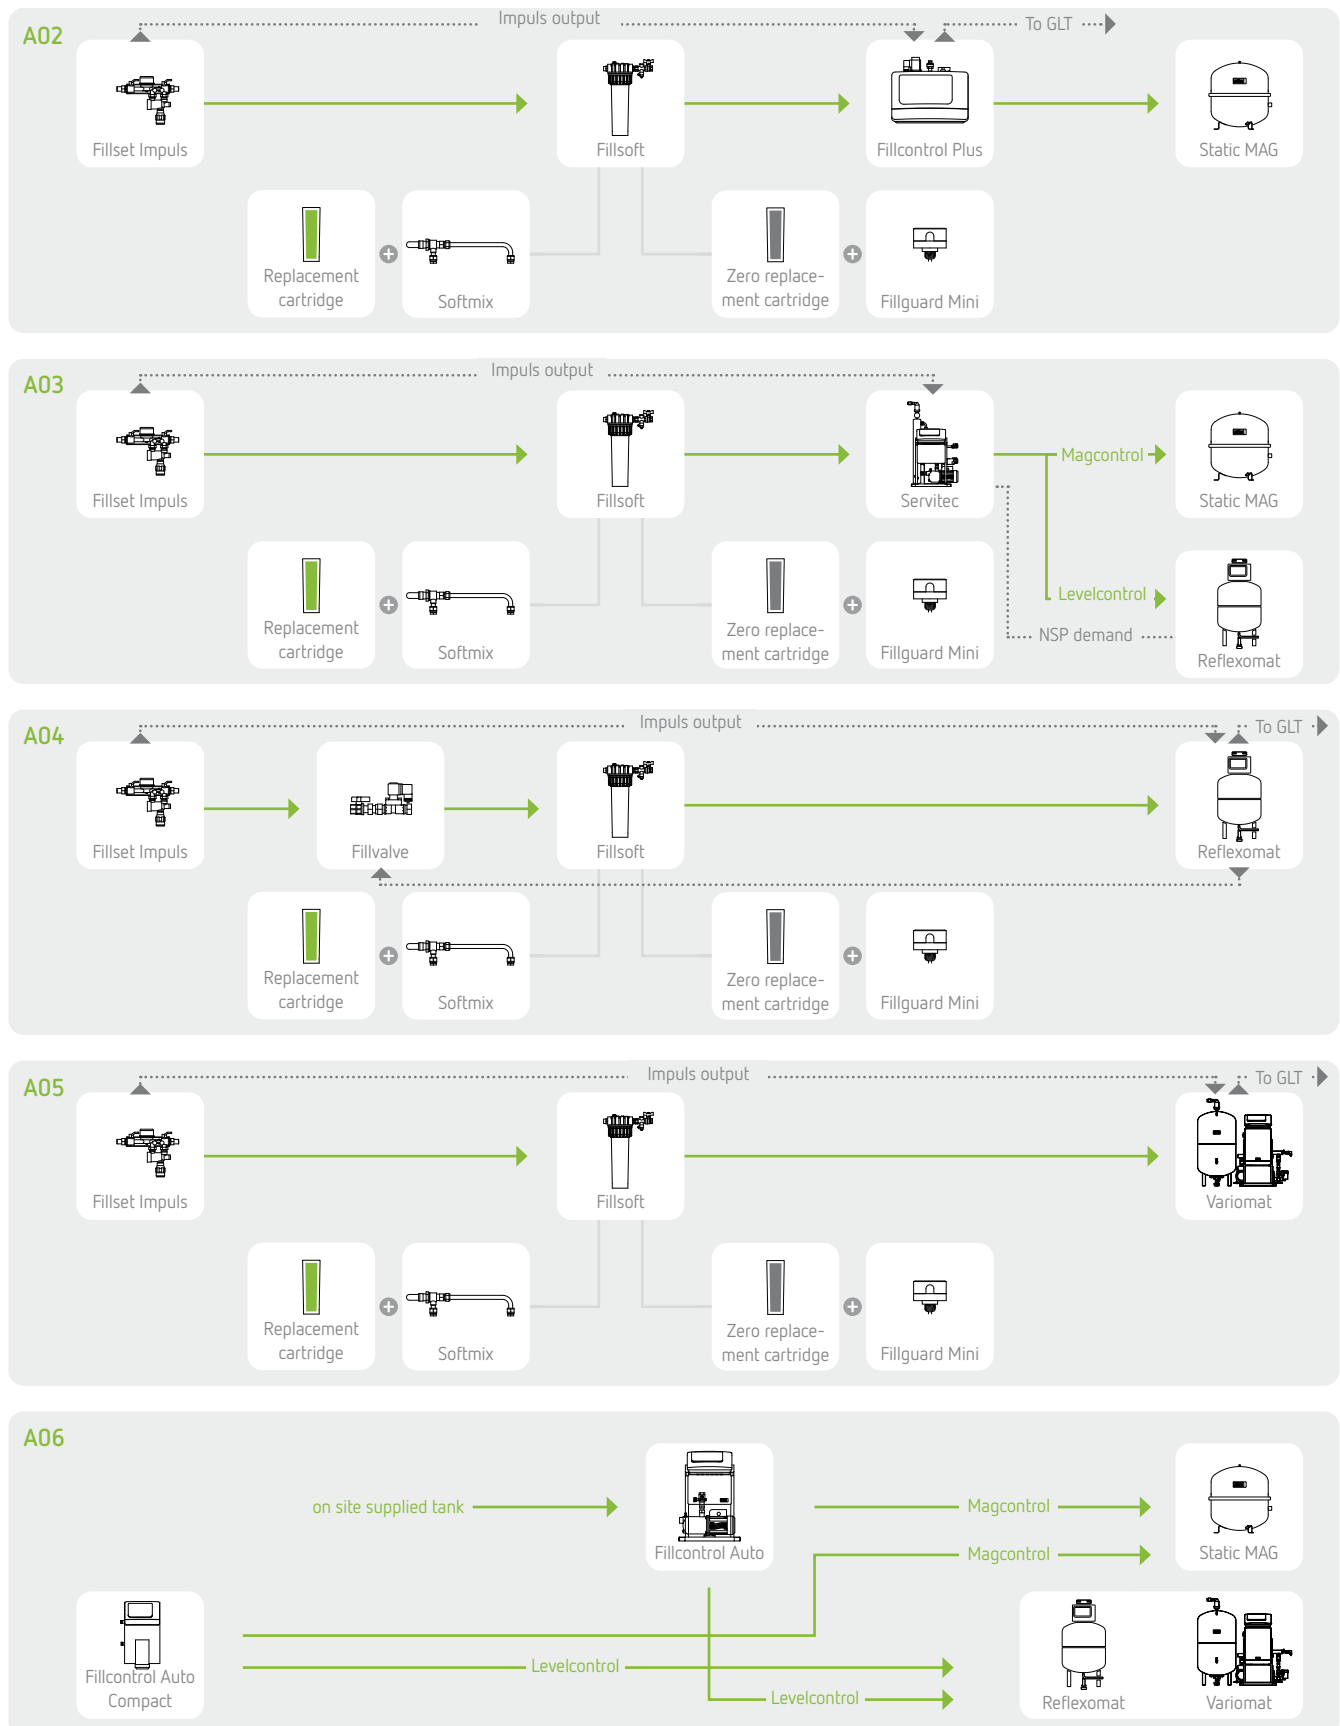 A02
Impuls output
To GLT
Fillset Impuls
Fillsoft
Fillcontrol Plus
Static MAG
Replacement
cartridge
Softmix
Zero replace-
ment cartridge
Fillguard Mini
A03
Impuls output
Fillset Impuls
Fillsoft
Servitec
Magcontrol
Static MAG
Levelcontrol
NSP demand
Reflexomat
Replacement
cartridge
Softmix
Zero replace-
ment cartridge
Fillguard Mini
A04
Impuls output
To GLT
Fillset Impuls
Fillvalve
Fillsoft
Reflexomat
Replacement
cartridge
Softmix
Zero replace-
ment cartridge
Fillguard Mini
A05
Impuls output
To GLT
Fillset Impuls
Fillsoft
Variomat
Replacement
cartridge
Softmix
Zero replace-
ment cartridge
Fillguard Mini
A06
on site supplied tank
Fillcontrol Auto
Magcontrol
Magcontrol
Static MAG
Fillcontrol Auto
Compact
Levelcontrol
Levelcontrol
Reflexomat
Variomat